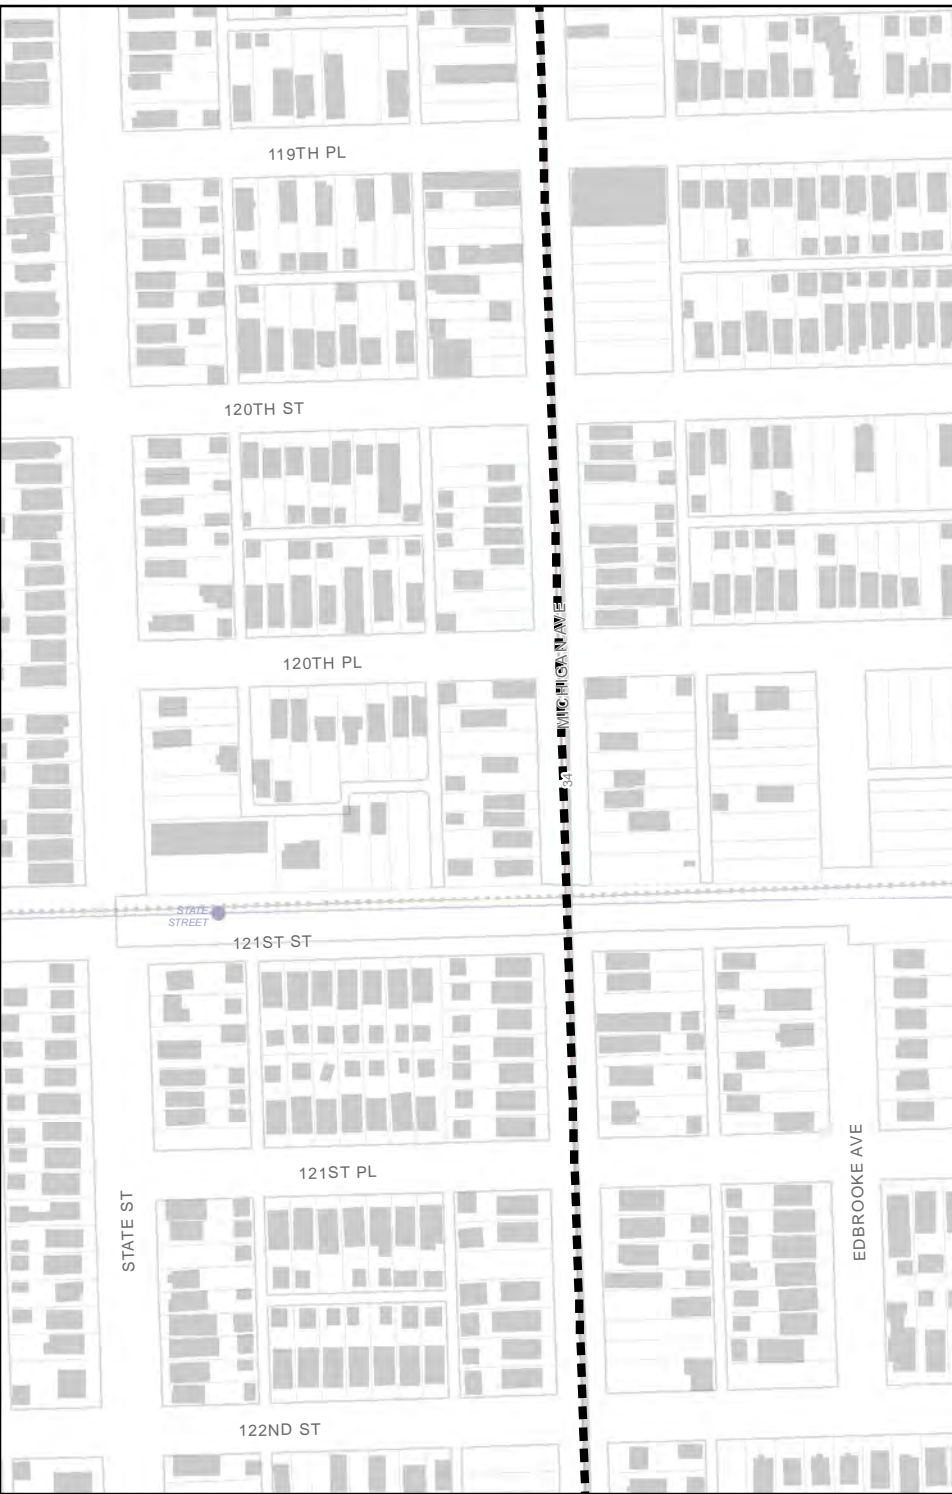 119TH PL
120TH ST
MICHIGAN AVE
120TH PL
34
STATE
STREET
121ST ST
121ST PL
STATE ST
EDBROOKE AVE
122ND ST